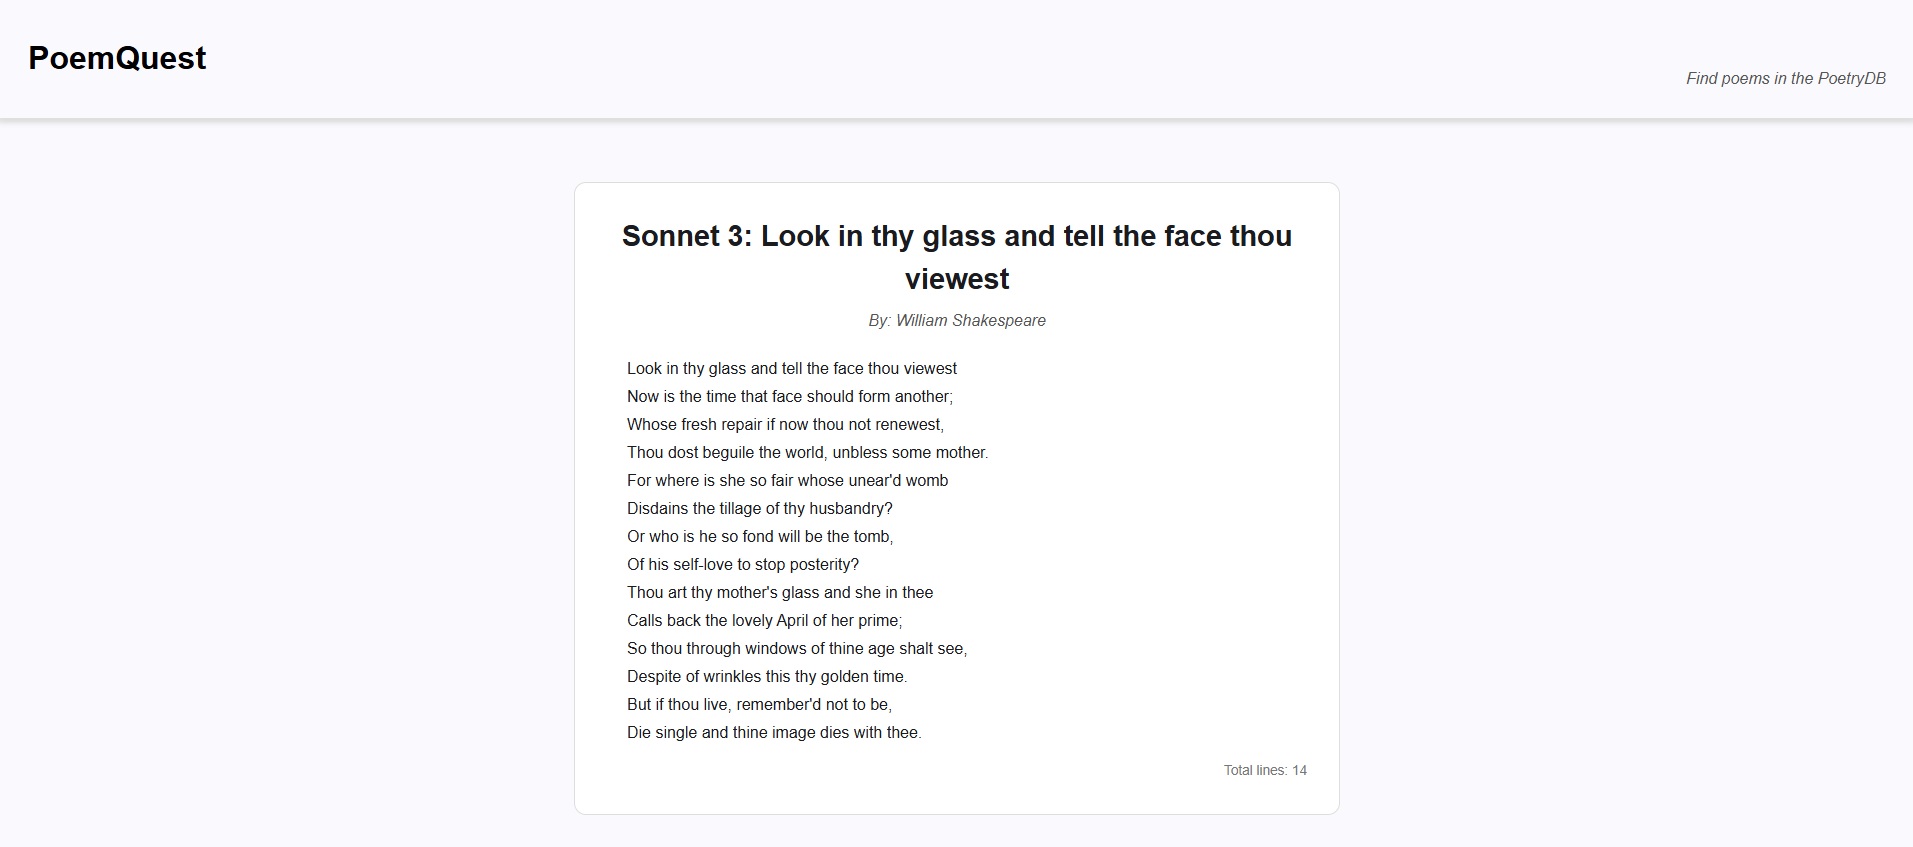 PoemQuest
Find poems in the PoetryDB
Sonnet 3: Look in thy glass and tell the face thou
viewest
By: William Shakespeare
Look in thy glass and tell the face thou viewest
Now is the time that face should form another;
Whose fresh repair if now thou not renewest,
Thou dost beguile the world, unbless some mother.
For where is she so fair whose unear'd womb
Disdains the tillage of thy husbandry?
Or who is he so fond will be the tomb,
Of his self-love to stop posterity?
Thou art thy mother's glass and she in thee
Calls back the lovely April of her prime;
So thou through windows of thine age shalt see,
Despite of wrinkles this thy golden time.
But if thou live, remember'd not to be,
Die single and thine image dies with thee.
Total lines: 14